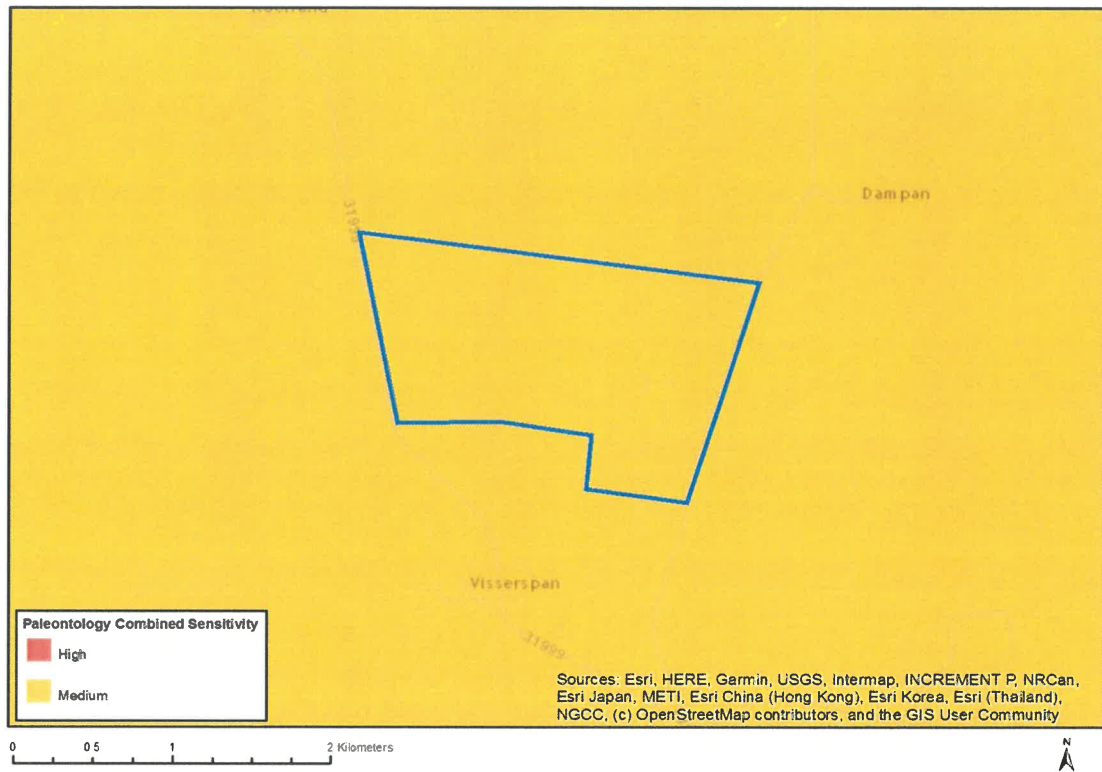 Dampan
Visserspan
31999
Paleontology Combined Sensitivity
High
Medium
Sources: Esri, HERE, Garmin, USGS, Intermap, INCREMENT P, NRCan,
Esri Japan, METI, Esri China (Hong Kong), Esri Korea, Esri (Thailand),
NGCC, (c) OpenStreetMap contributors, and the GIS User Community
0 0 5 1 2 Kilometers
N